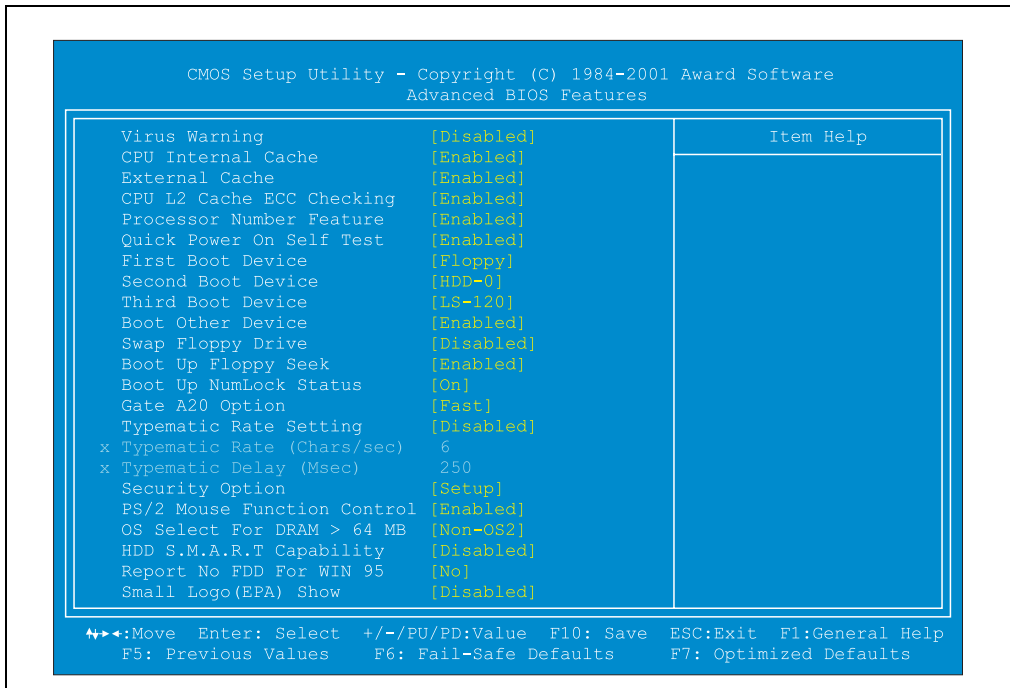 CMOS Setup Utility - Copyright (C) 1984-2001 Award Software
Advanced BIOS Features
Virus Warning [Disabled] Item Help
CPU Internal Cache [Enabled]
External Cache [Enabled]
CPU L2 Cache ECC Checking [Enabled]
Processor Number Feature [Enabled]
Quick Power On Self Test [Enabled]
First Boot Device [Floppy]
Second Boot Device [HDD-0]
Third Boot Device [LS-120]
Boot Other Device [Enabled]
Swap Floppy Drive [Disabled]
Boot Up Floppy Seek [Enabled]
Boot Up NumLock Status [On]
Gate A20 Option [Fast]
Typematic Rate Setting [Disabled]
x Typematic Rate (Chars/sec) 6
x Typematic Delay (Msec) 250
Security Option [Setup]
PS/2 Mouse Function Control [Enabled]
OS Select For DRAM > 64 MB [Non-OS2]
HDD S.M.A.R.T Capability [Disabled]
Report No FDD For WIN 95 [No]
Small Logo(EPA) Show [Disabled]
:Move Enter: Select +/-/PU/PD:Value F10: Save ESC:Exit F1:General Help
F5: Previous Values F6: Fail-Safe Defaults F7: Optimized Defaults